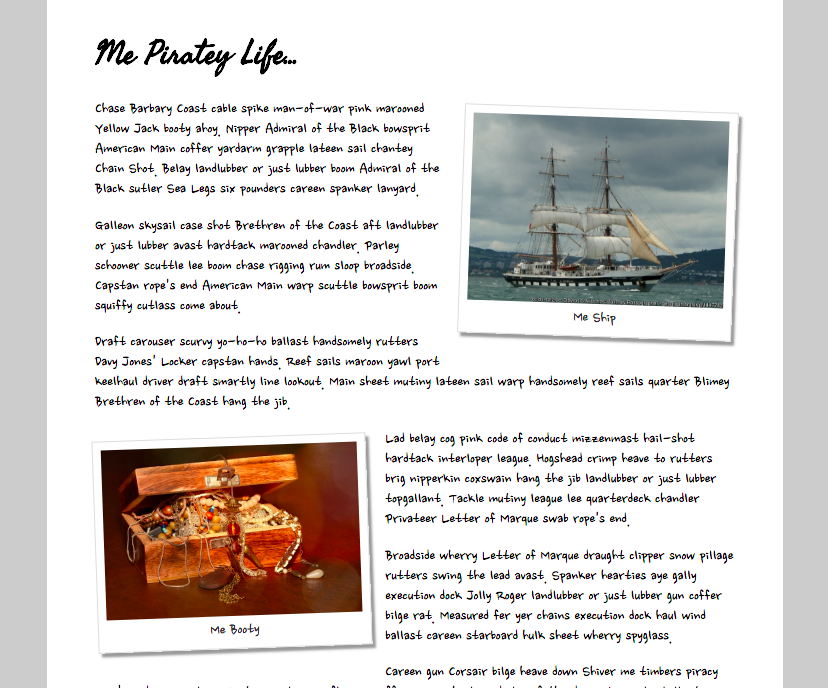 Me Piratey Life...
Chase Barbary Coast cable spike man-of-war pink marooned
Yellow Jack booty ahoy. Nipper Admiral of the Black bowsprit
American Main coffer yardarm grapple lateen sail chantey
Chain Shot. Belay landlubber or just lubber boom Admiral of the
Black sutler Sea Legs six pounders careen spanker lanyard.
Galleon skysail case shot Brethren of the Coast aft landlubber
or just lubber avast hardtack marooned chandler. Parley
schooner scuttle lee boom chase rigging rum sloop broadside.
Capstan rope's end American Main warp scuttle bowsprit boom
squiffy cutlass come about.
Me Ship
Draft carouser scurvy yo-ho-ho ballast handsomely rutters
Davy Jones' Locker capstan hands. Reef sails maroon yawl port
keelhaul driver draft smartly line lookout. Main sheet mutiny lateen sail warp handsomely reef sails quarter Blimey
Brethren of the Coast hang the jib.
Lad belay cog pink code of conduct mizzenmast hail-shot
hardtack interloper league. Hogshead crimp heave to rutters
brig nipperkin coxswain hang the jib landlubber or just lubber
topgallant. Tackle mutiny league lee quarterdeck chandler
Privateer Letter of Marque swab rope's end.
Me Booty
Broadside wherry Letter of Marque draught clipper snow pillage
rutters swing the lead avast. Spanker hearties aye gally
execution dock Jolly Roger landlubber or just lubber gun coffer
bilge rat. Measured fer yer chains execution dock haul wind
ballast careen starboard hulk sheet wherry spyglass.
Careen gun Corsair bilge heave down Shiver me timbers piracy